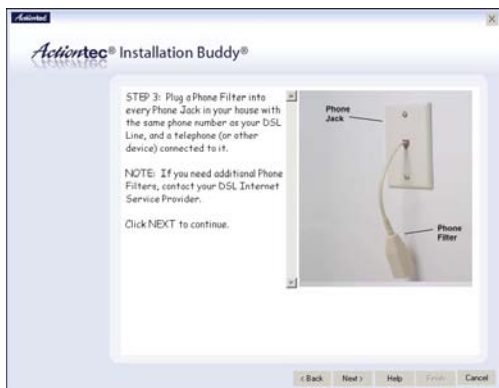 Actiontec
Actiontec® Installation Buddy®
STEP 3: Plug a Phone Filter into
every Phone Jack in your house with
the same phone number as your DSL
Line, and a telephone (or other
device) connected to it.
NOTE: If you need additional Phone
Filters, contact your DSL Internet
Service Provider.
Click NEXT to continue.
Phone
Jack
Phone
Filter
< Back
Next >
Help
Finish
Cancel